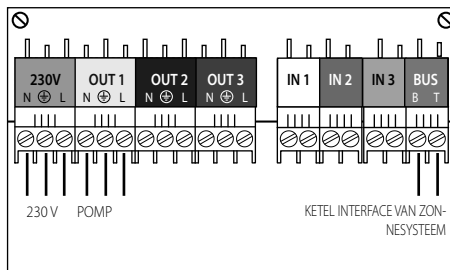 230V OUT 1 OUT 2 OUT 3 IN 1 IN 2 IN 3 BUS
N L N L N L N L B T
230 V POMP KETEL INTERFACE VAN ZON-
NESYSTEEM